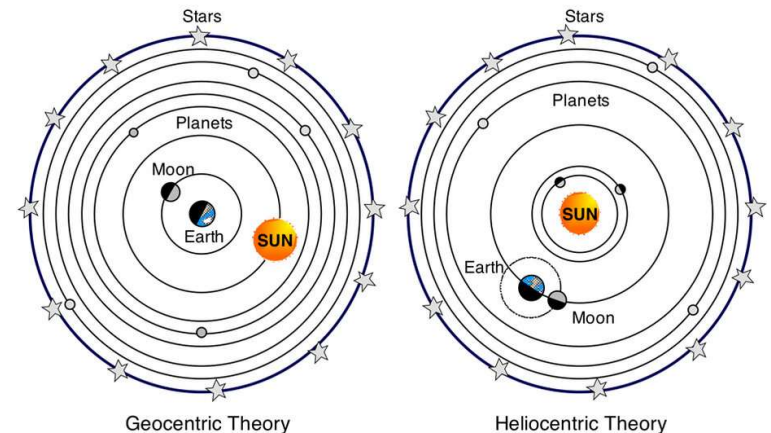 Stars
Planets
Moon
Earth
SUN
Geocentric Theory
Stars
Planets
SUN
Earth
Moon
Heliocentric Theory